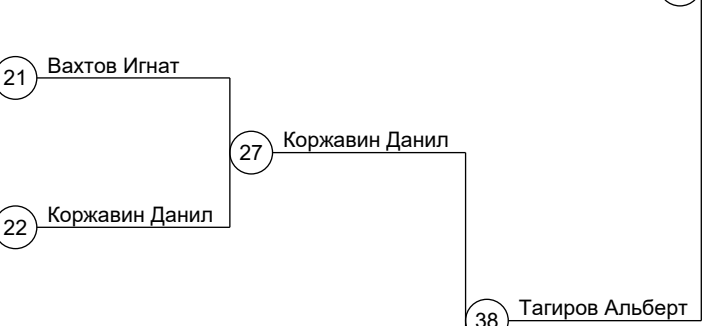 21 Вахтов Игнат
27 Коржавин Данил
22 Коржавин Данил
38 Тагиров Альберт